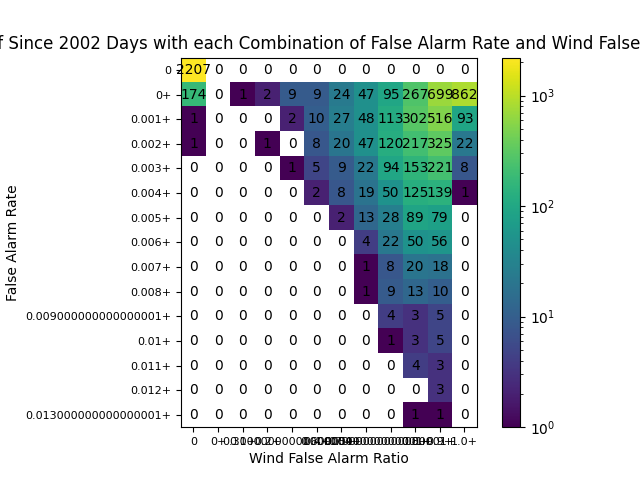 f Since 2002 Days with each Combination of False Alarm Rate and Wind False
0 2207 0 0 0 0 0 0 0 0 0 0 0
0+ 174 0 1 2 9 9 24 47 95 267 699 862
0.001+ 1 0 0 0 2 10 27 48 113 302 516 93
0.002+ 1 0 0 1 0 8 20 47 120 217 325 22
0.003+ 0 0 0 0 1 5 9 22 94 153 221 8
0.004+ 0 0 0 0 0 2 8 19 50 125 139 1
0.005+ 0 0 0 0 0 0 2 13 28 89 79 0
0.006+ 0 0 0 0 0 0 0 4 22 50 56 0
0.007+ 0 0 0 0 0 0 0 1 8 20 18 0
0.008+ 0 0 0 0 0 0 0 1 9 13 10 0
0.009000000000000001+ 0 0 0 0 0 0 0 0 4 3 5 0
0.01+ 0 0 0 0 0 0 0 0 1 3 5 0
0.011+ 0 0 0 0 0 0 0 0 0 4 3 0
0.012+ 0 0 0 0 0 0 0 0 0 0 3 0
0.013000000000000001+ 0 0 0 0 0 0 0 0 0 1 1 0
0 0+ 1.0+
Wind False Alarm Ratio
False Alarm Rate
10³
10²
10¹
10⁰